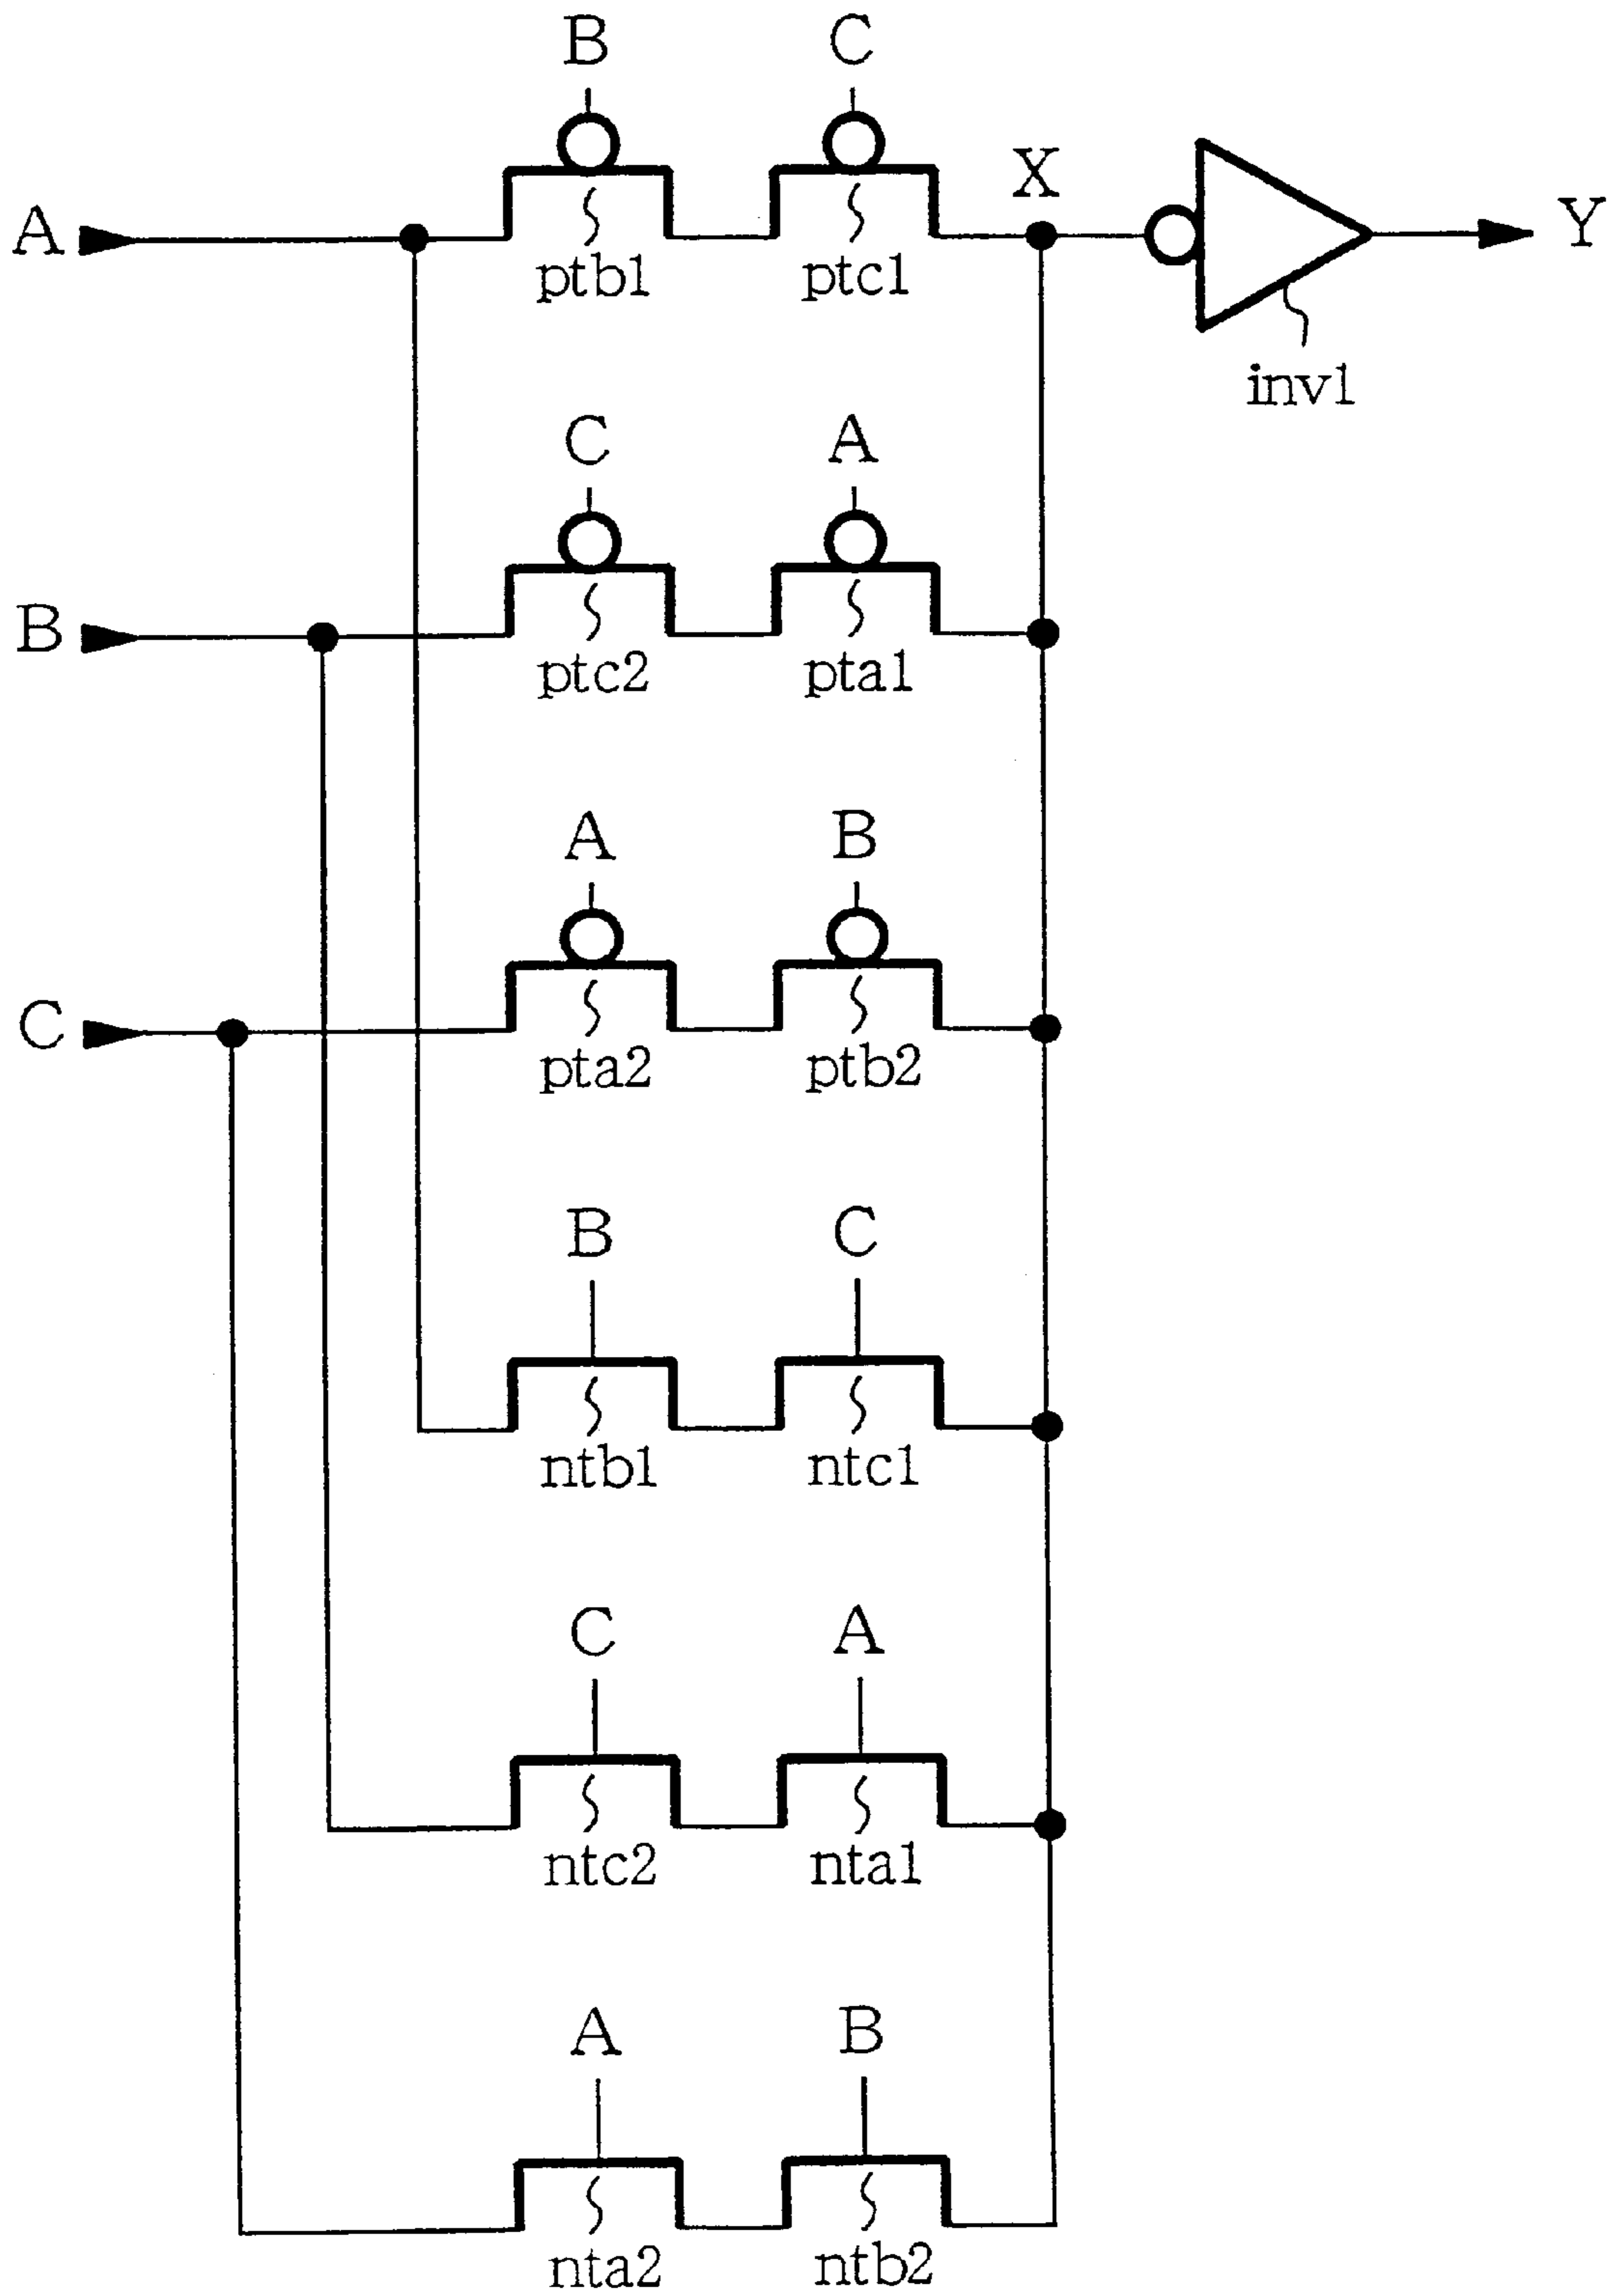 B C
X
A Y
ptb1 ptc1
inv1
C A
B
ptc2 pta1
A B
C
pta2 ptb2
B C
ntb1 ntc1
C A
ntc2 nta1
A B
nta2 ntb2